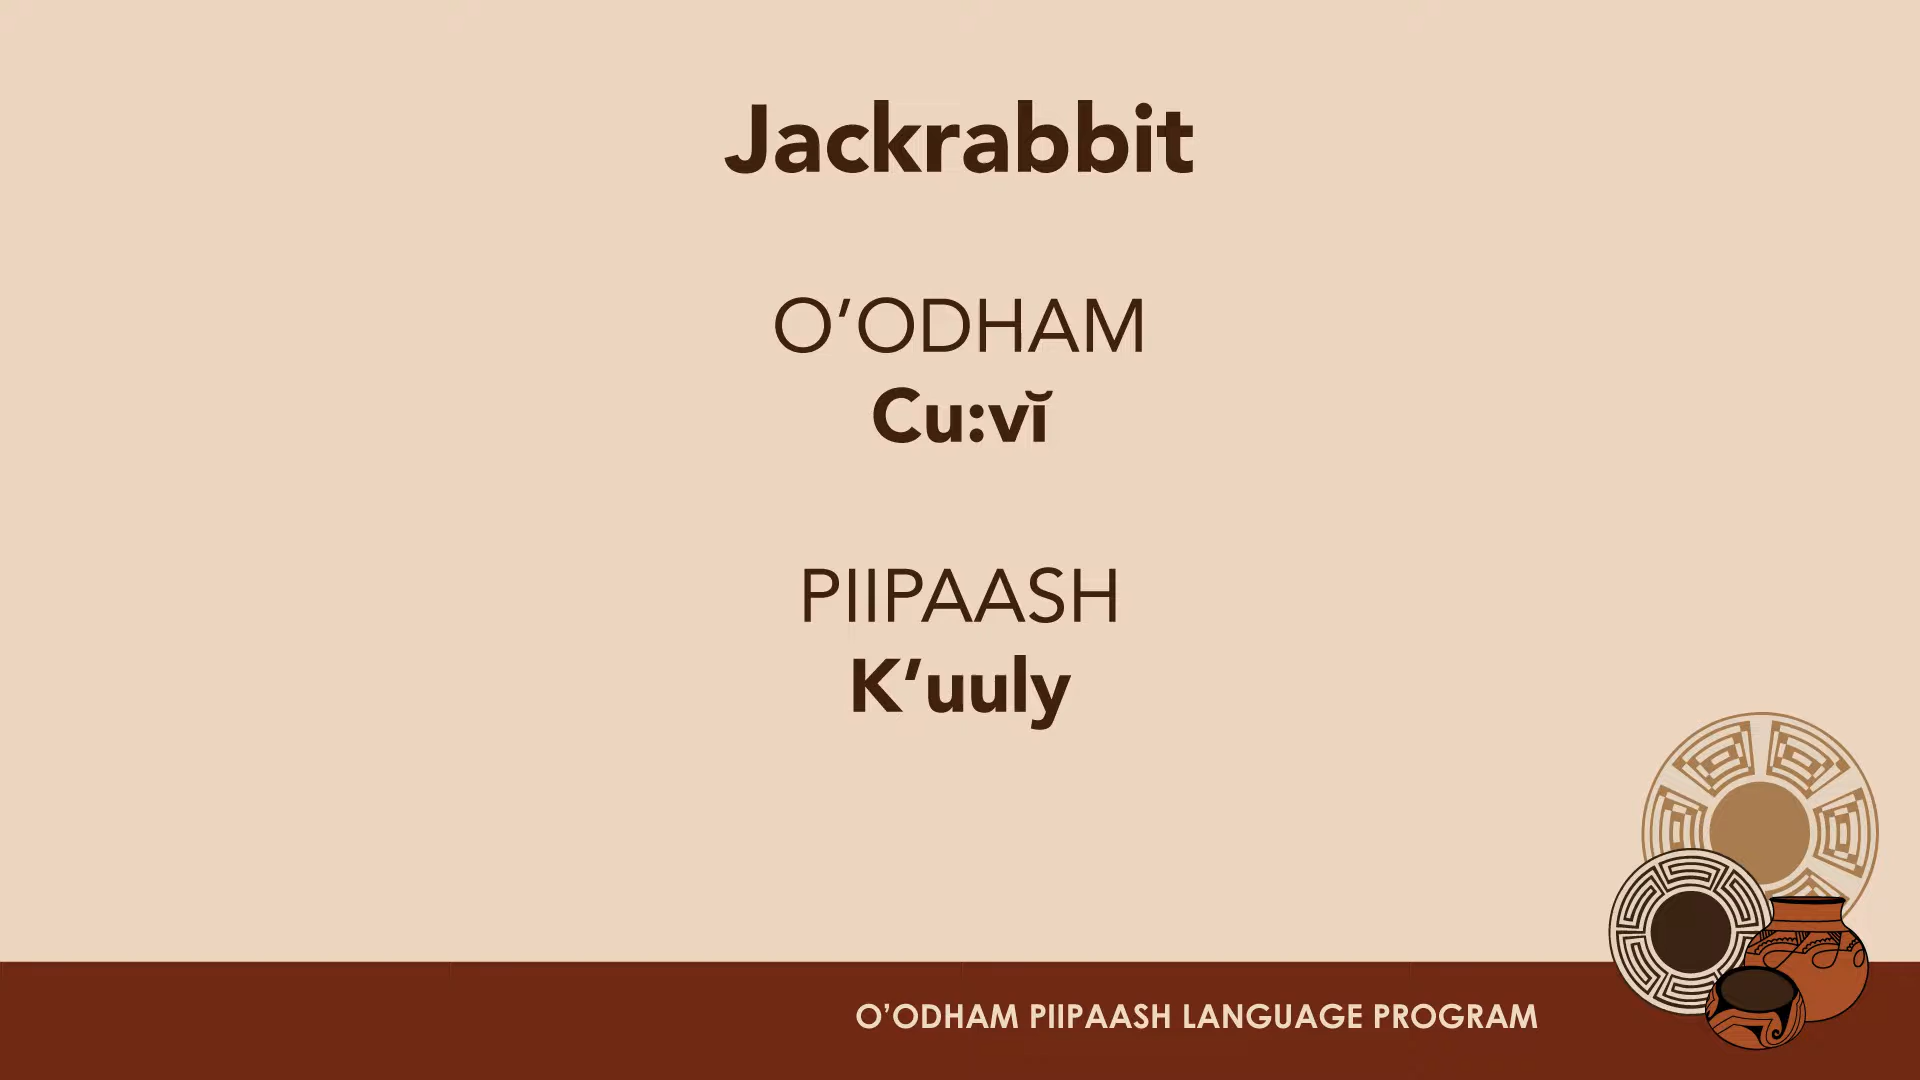 Jackrabbit
O’ODHAM
Cu:vĭ
PIIPAASH
K’uuly
O’ODHAM PIIPAASH LANGUAGE PROGRAM